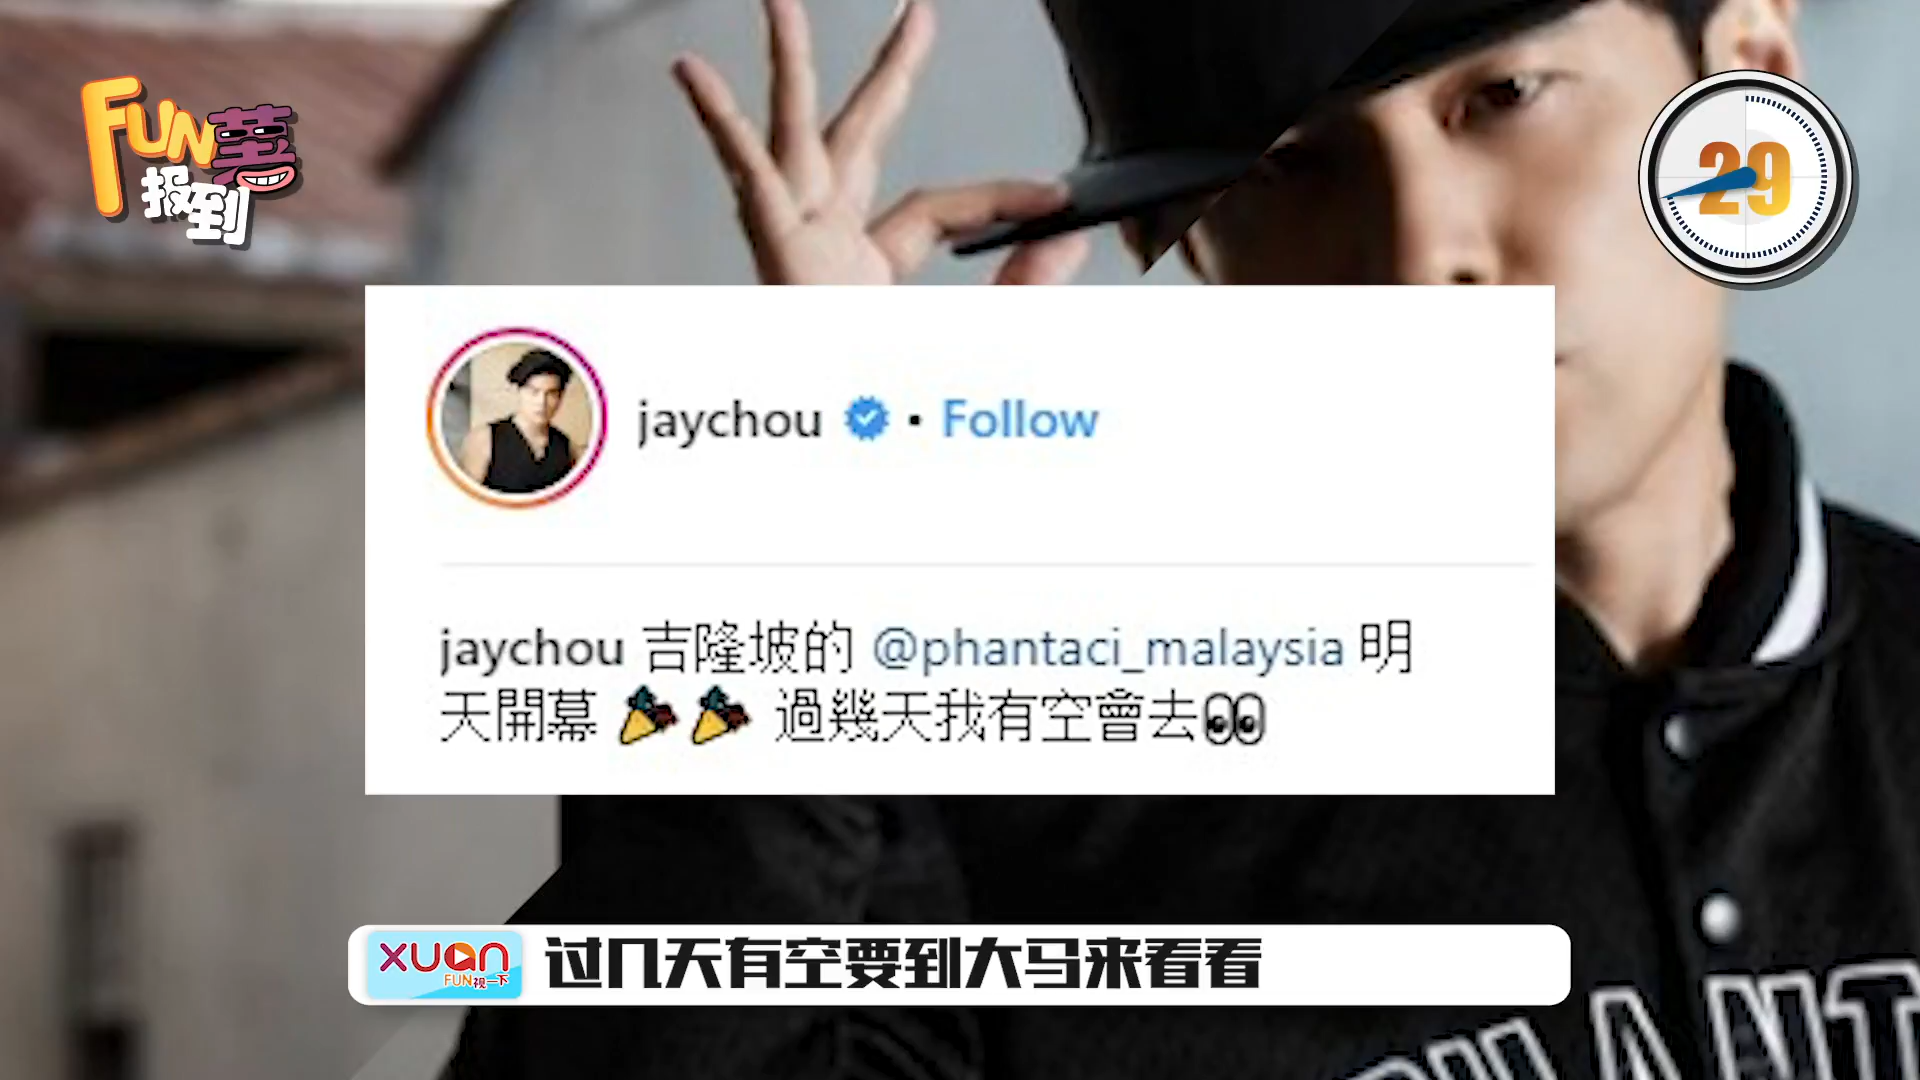 FUN薯
报到
29
jaychou • Follow
jaychou 吉隆坡的 @phantaci_malaysia 明
天開幕 🎉 🎉 過幾天我有空會去👀
xuan
FUN视一下
过几天有空要到大马来看看
PHANT